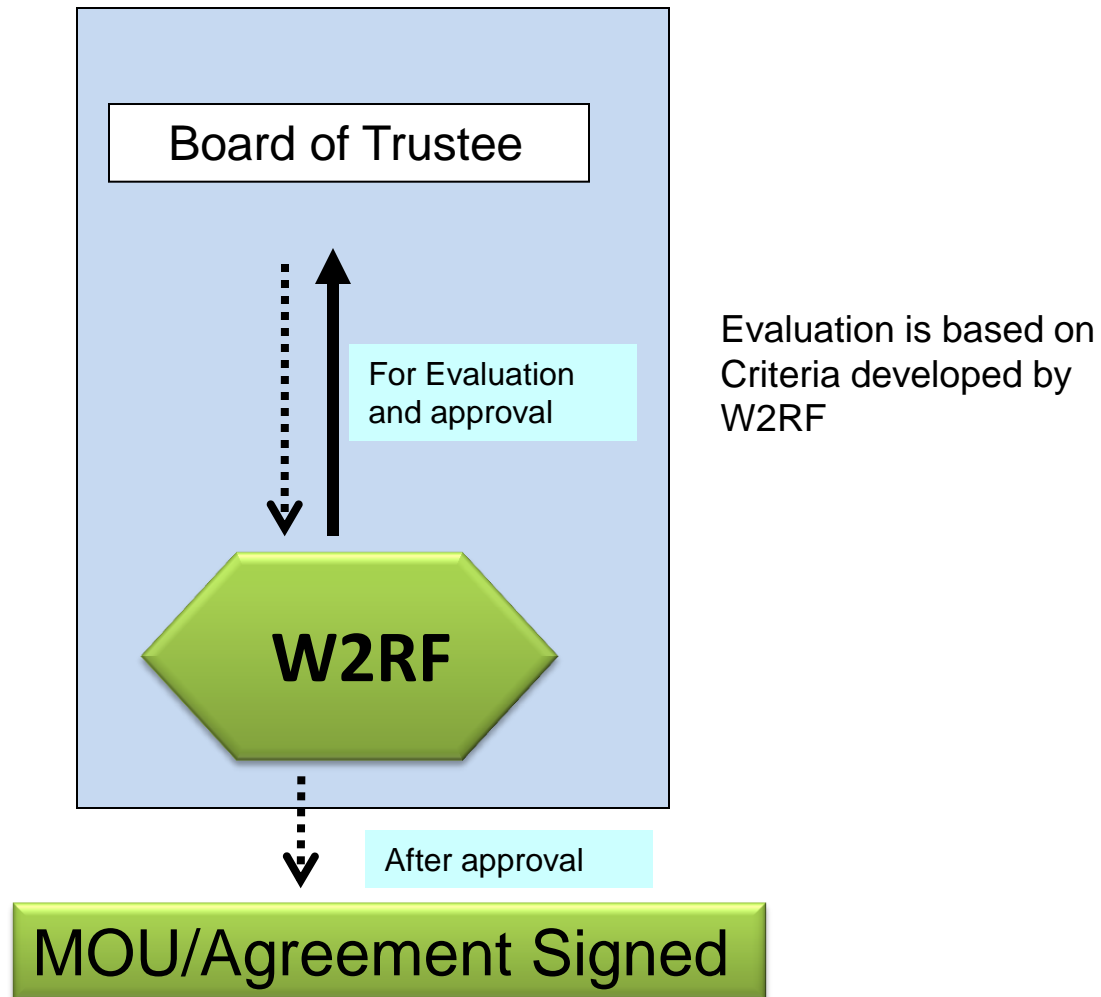 Board of Trustee
For Evaluation
and approval
Evaluation is based on
Criteria developed by
W2RF
W2RF
After approval
MOU/Agreement Signed